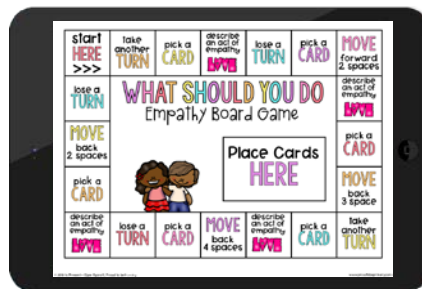 start
HERE
>>>
take
another
TURN
pick a
CARD
describe
an act of
empathy
LOVE
lose a
TURN
pick a
CARD
MOVE
forward
2 spaces
lose a
TURN
WHAT SHOULD YOU DO
Empathy Board Game
describe
an act of
empathy
LOVE
MOVE
back
2 spaces
Place Cards
HERE
pick a
CARD
pick a
CARD
MOVE
back
3 space
describe
an act of
empathy
LOVE
lose a
TURN
pick a
CARD
MOVE
back
4 spaces
describe
an act of
empathy
LOVE
pick a
CARD
take
another
TURN